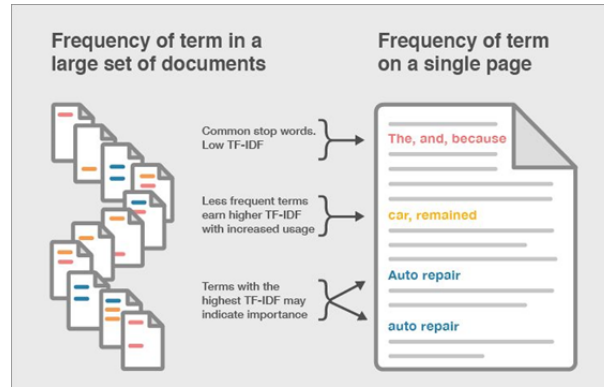 Frequency of term in a
large set of documents
Frequency of term
on a single page
Common stop words.
Low TF-IDF
The, and, because
Less frequent terms
earn higher TF-IDF
with increased usage
car, remained
Terms with the
highest TF-IDF may
indicate importance
Auto repair
auto repair